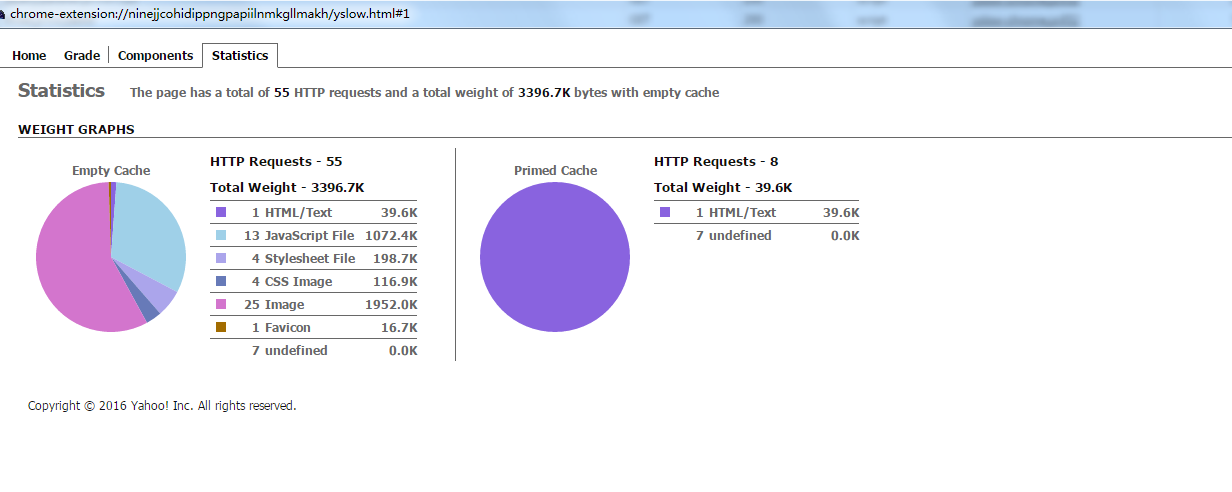 chrome-extension://ninejjcohidippngpapiilnmkgllmakh/yslow.html#1
Home Grade Components Statistics
Statistics The page has a total of 55 HTTP requests and a total weight of 3396.7K bytes with empty cache
WEIGHT GRAPHS
Empty Cache
HTTP Requests - 55
Total Weight - 3396.7K
1 HTML/Text 39.6K
13 JavaScript File 1072.4K
4 Stylesheet File 198.7K
4 CSS Image 116.9K
25 Image 1952.0K
1 Favicon 16.7K
7 undefined 0.0K
Primed Cache
HTTP Requests - 8
Total Weight - 39.6K
1 HTML/Text 39.6K
7 undefined 0.0K
Copyright © 2016 Yahoo! Inc. All rights reserved.